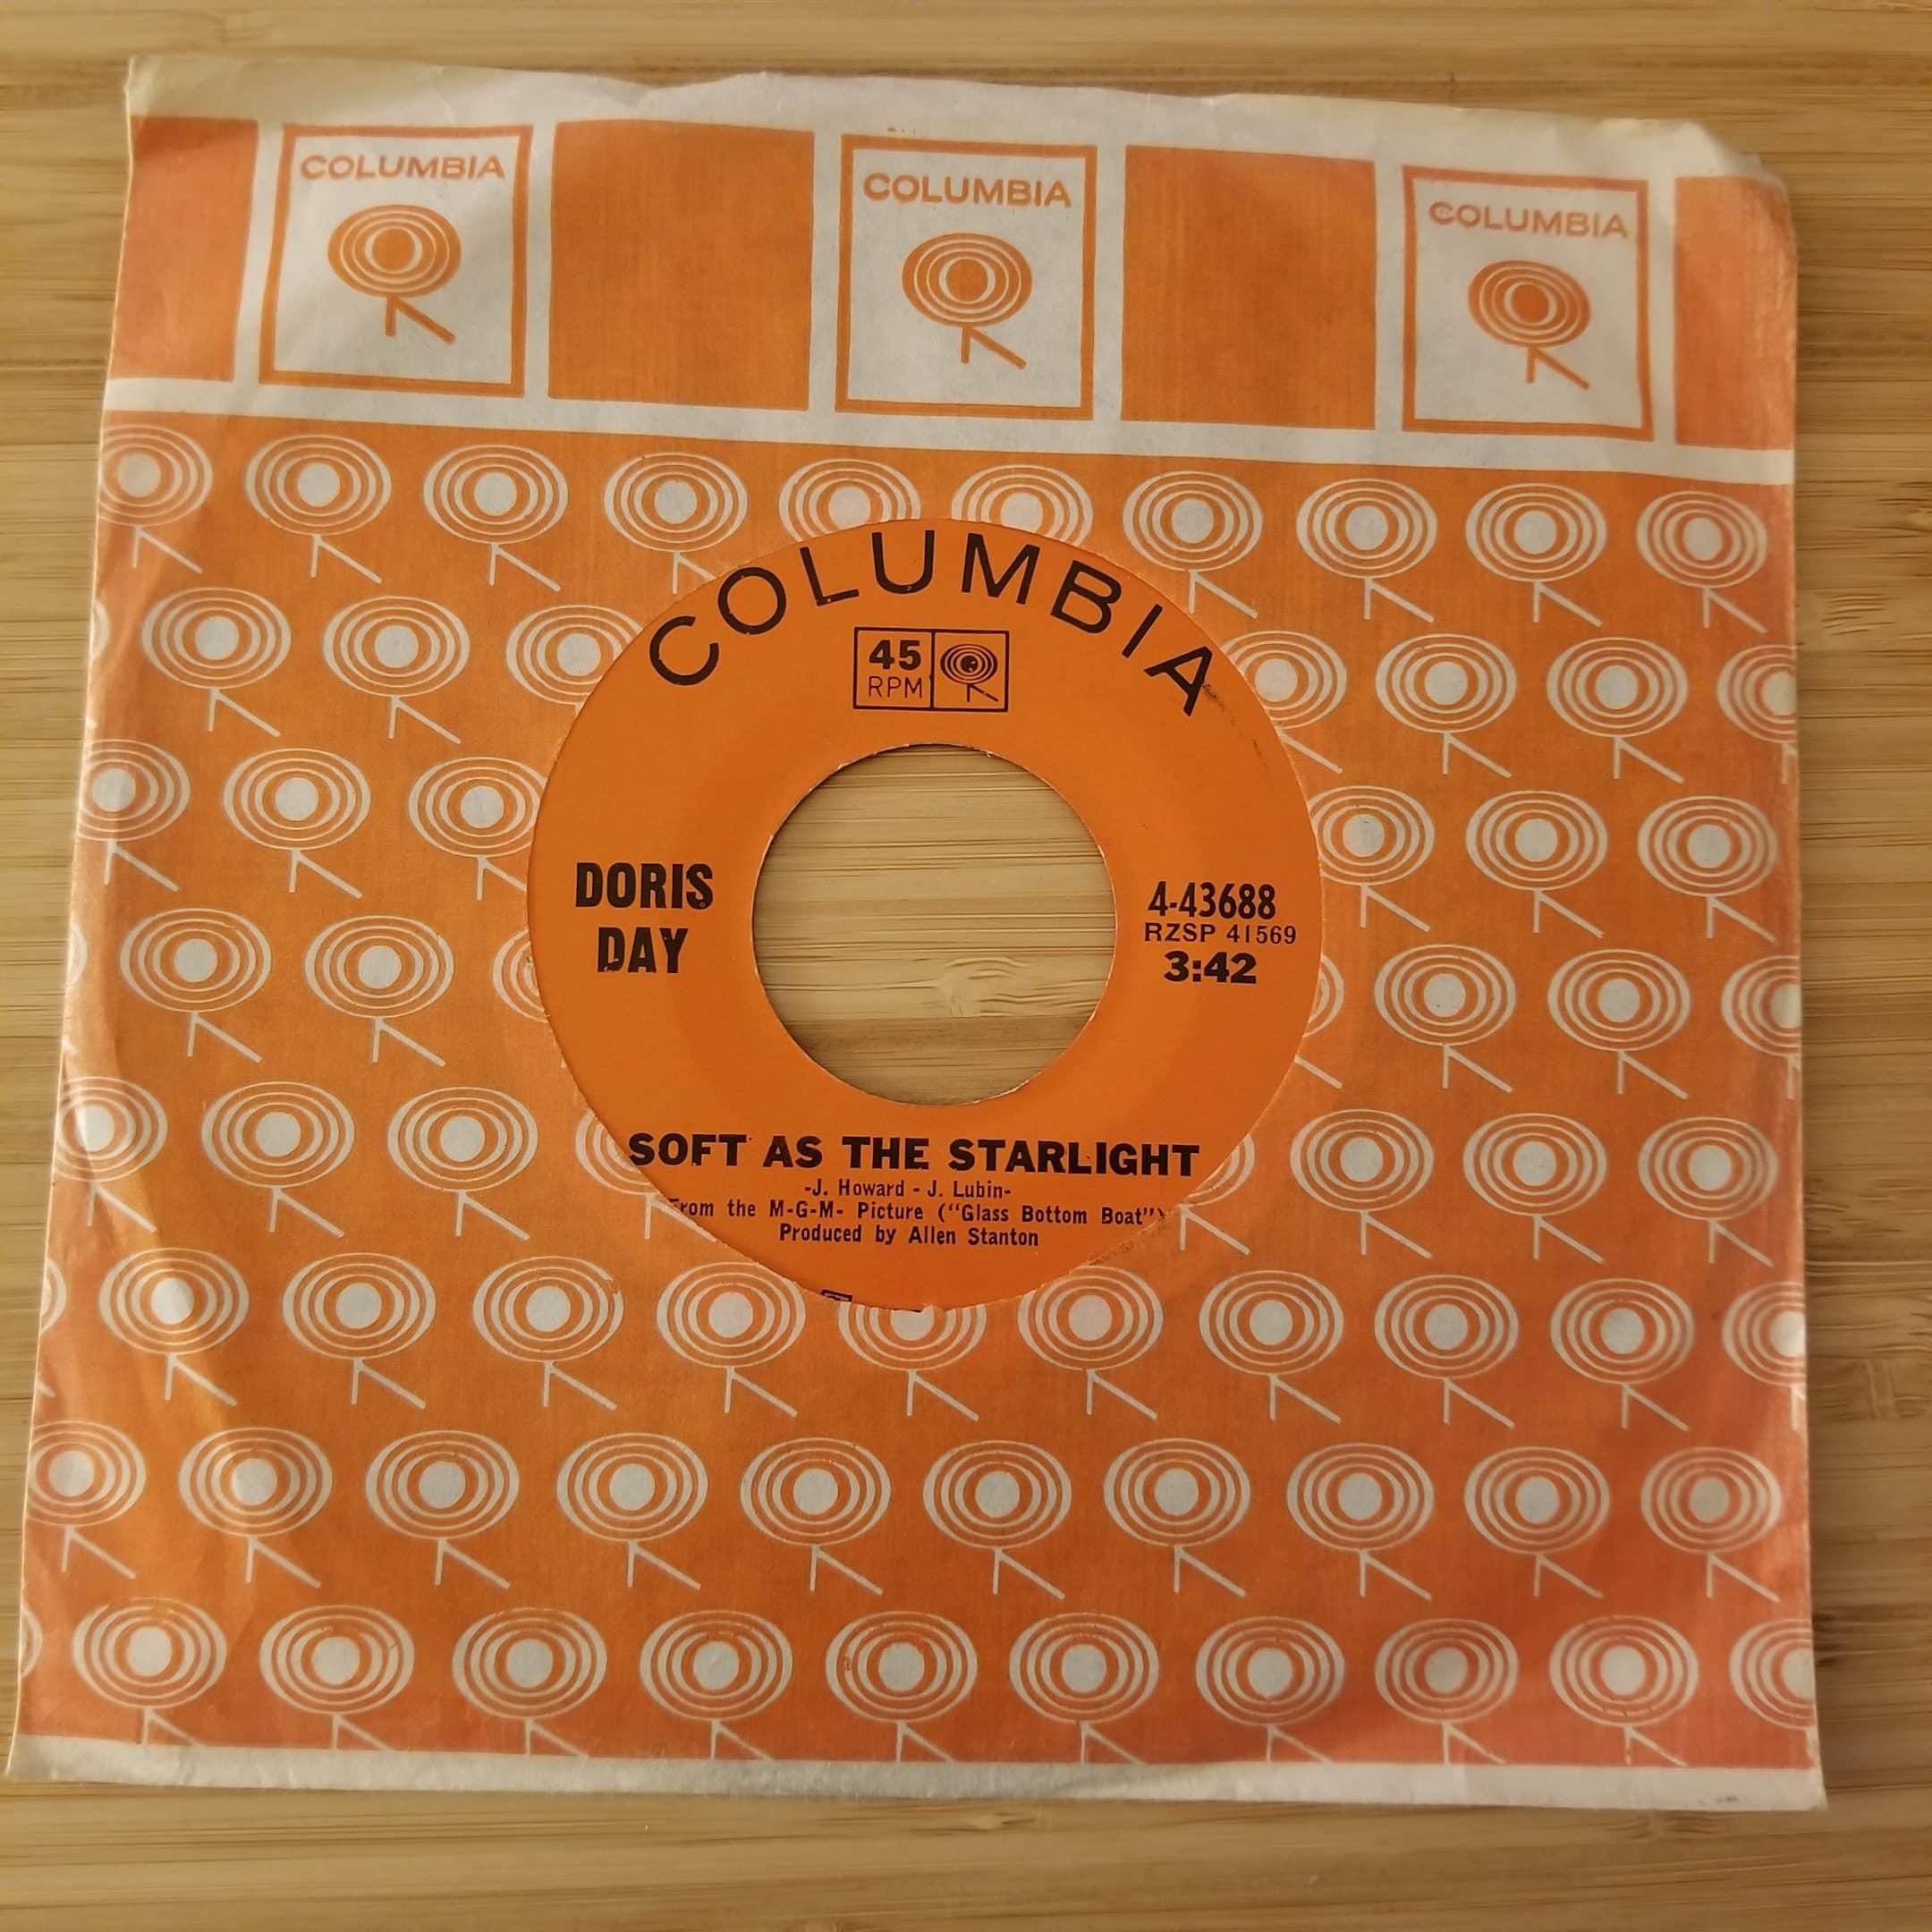 COLUMBIA
COLUMBIA
COLUMBIA
COLUMBIA
45
RPM
DORIS
DAY
4-43688
RZSP 41569
3:42
SOFT AS THE STARLIGHT
-J. Howard - J. Lubin-
From the M-G-M- Picture ("Glass Bottom Boat")
Produced by Allen Stanton